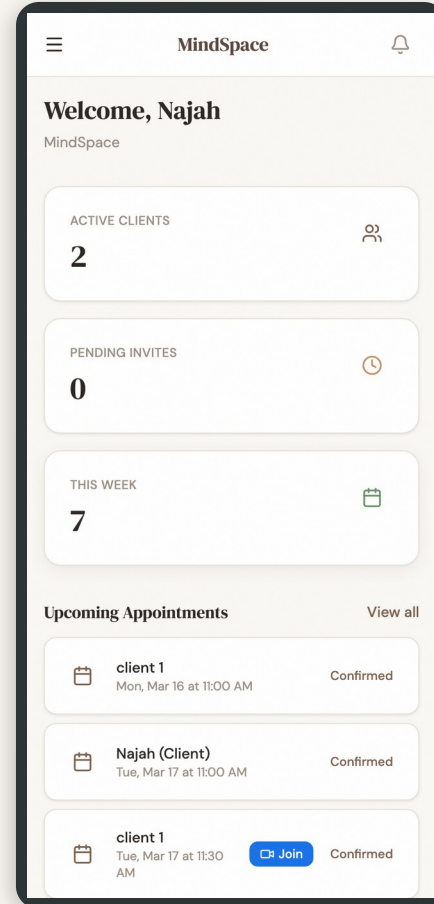 MindSpace
Welcome, Najah
MindSpace
ACTIVE CLIENTS
2
PENDING INVITES
0
THIS WEEK
7
Upcoming Appointments View all
client 1
Mon, Mar 16 at 11:00 AM
Confirmed
Najah (Client)
Tue, Mar 17 at 11:00 AM
Confirmed
client 1
Tue, Mar 17 at 11:30
AM
Join
Confirmed